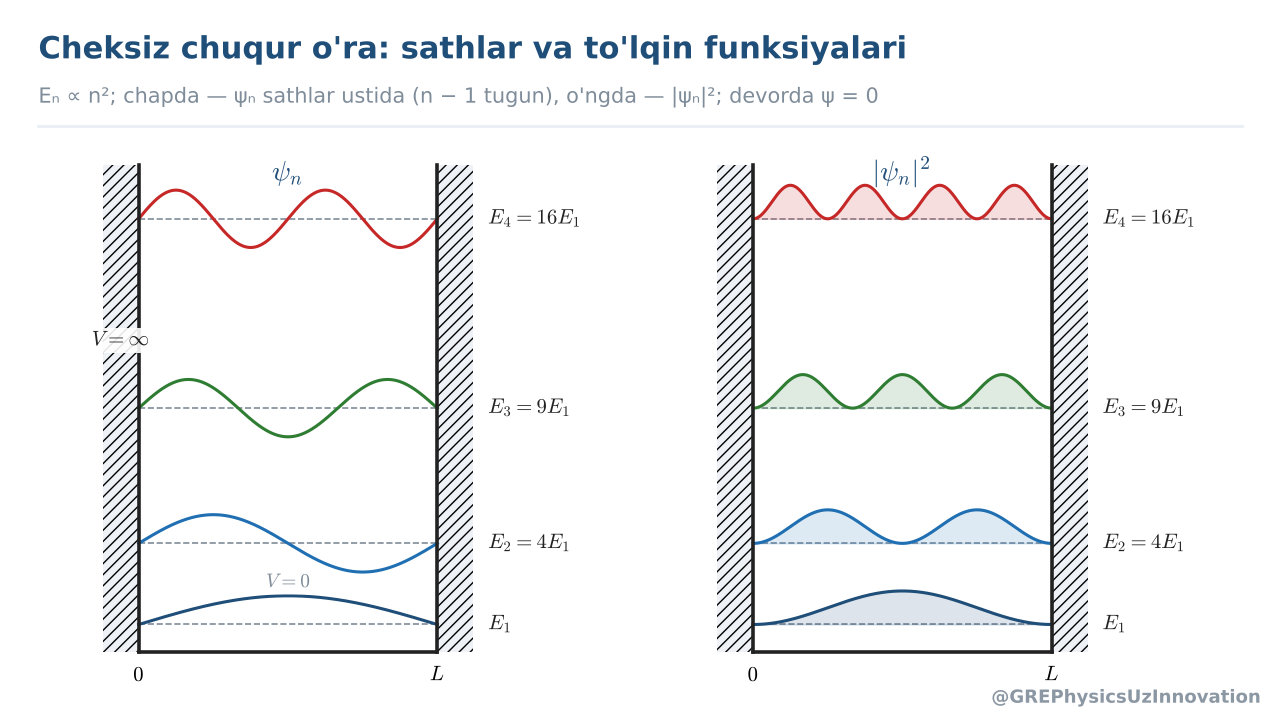 Cheksiz chuqur o'ra: sathlar va to'lqin funksiyalari
Eₙ ∝ n²; chapda — ψₙ sathlar ustida (n − 1 tugun), o'ngda — |ψₙ|²; devorda ψ = 0
ψₙ
E₄ = 16E₁
V = ∞
E₃ = 9E₁
E₂ = 4E₁
V = 0
E₁
0
L
|ψₙ|²
E₄ = 16E₁
E₃ = 9E₁
E₂ = 4E₁
E₁
0
L
@GREPhysicsUzInnovation